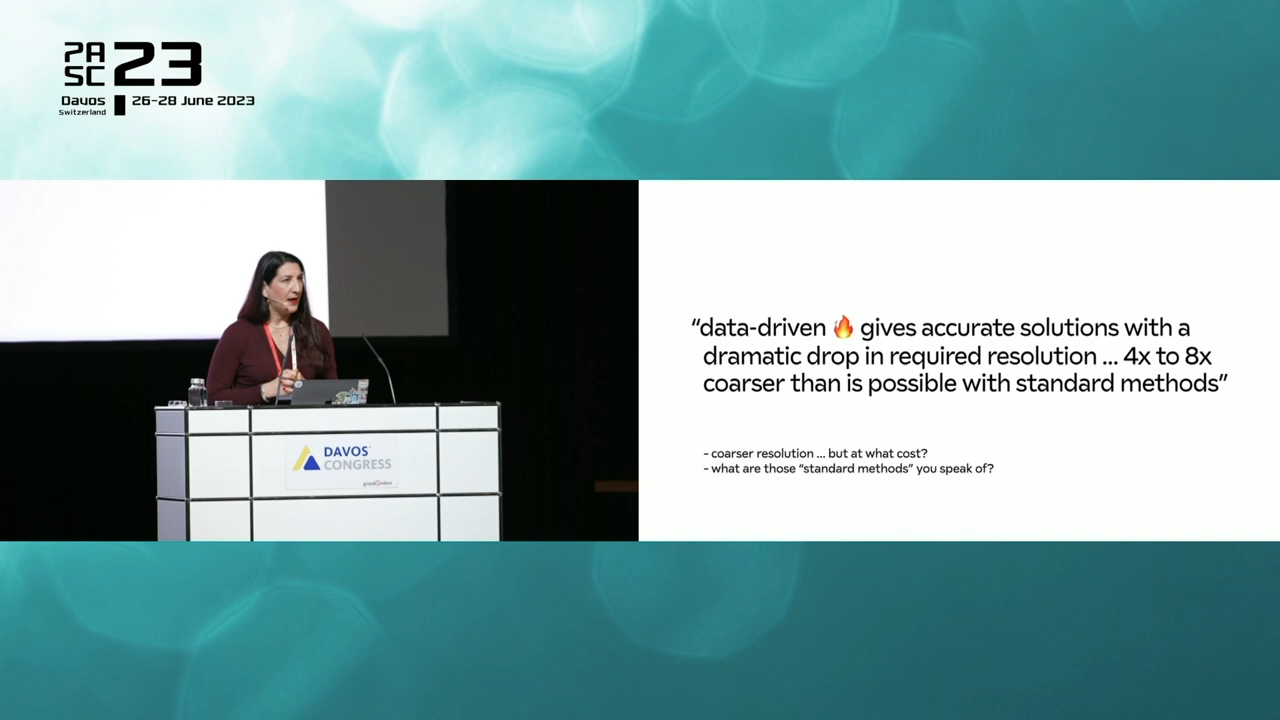 PA
SC 23
Davos
Switzerland
26-28 June 2023
DAVOS
CONGRESS
graubünden
“data-driven 🔥 gives accurate solutions with a
dramatic drop in required resolution ... 4x to 8x
coarser than is possible with standard methods”
- coarser resolution ... but at what cost?
- what are those “standard methods” you speak of?